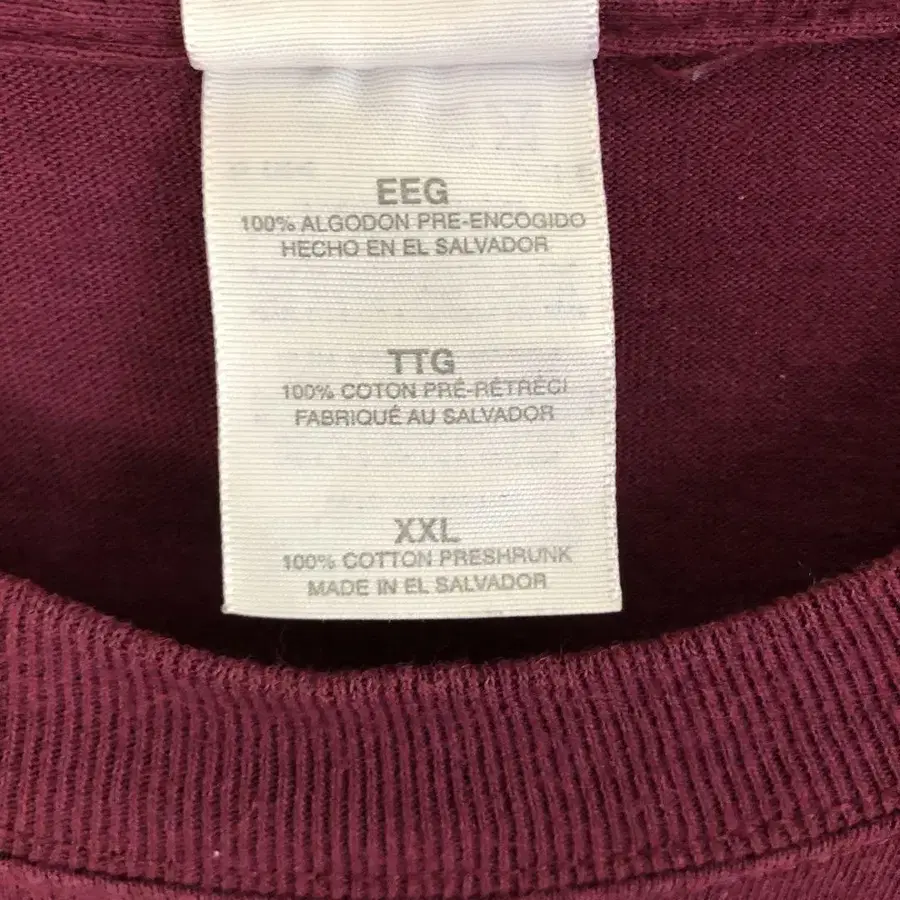 EEG
100% ALGODON PRE-ENCOGIDO
HECHO EN EL SALVADOR
TTG
100% COTON PRÉ-RÉTRÉCI
FABRIQUÉ AU SALVADOR
XXL
100% COTTON PRESHRUNK
MADE IN EL SALVADOR